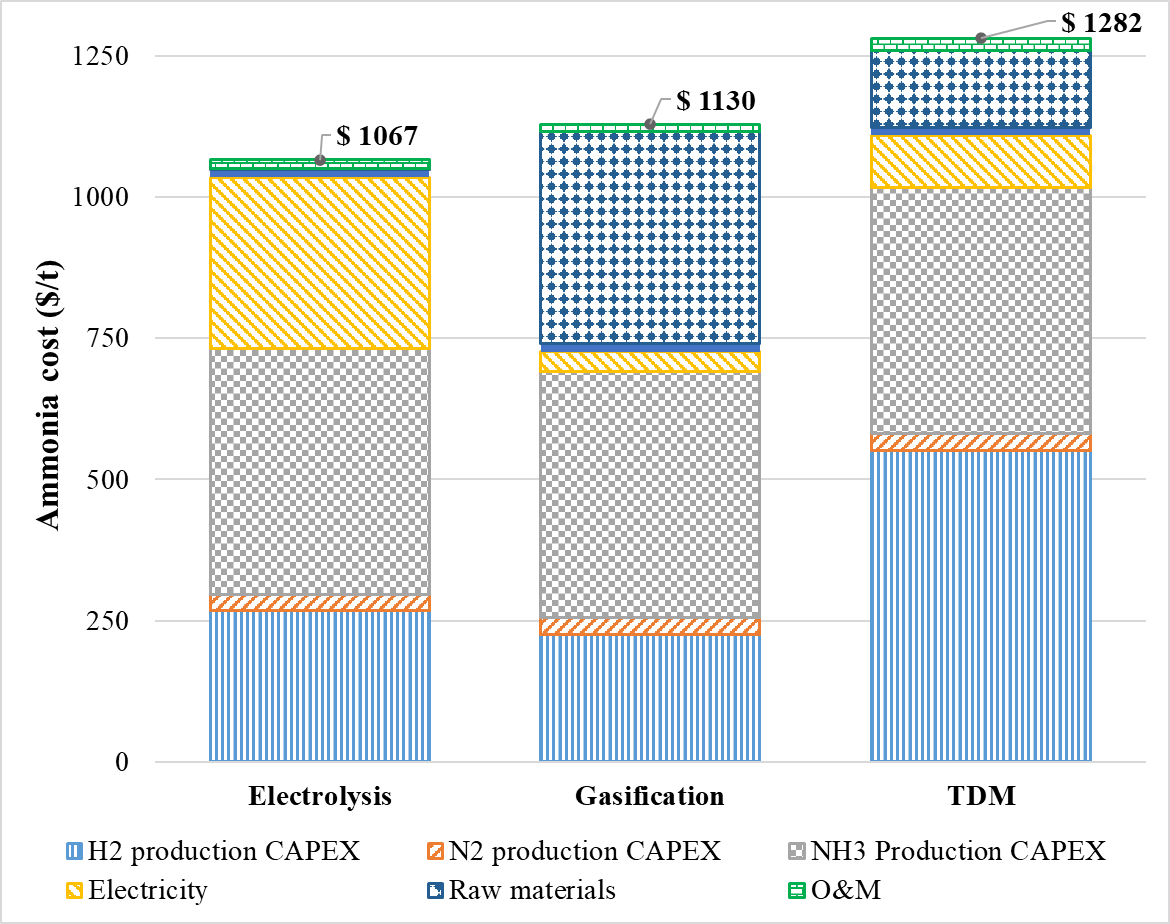 $ 1282
1250
$ 1130
$ 1067
1000
750
500
250
0
Ammonia cost ($/t)
Electrolysis Gasification TDM
H2 production CAPEX N2 production CAPEX NH3 Production CAPEX
Electricity Raw materials O&M